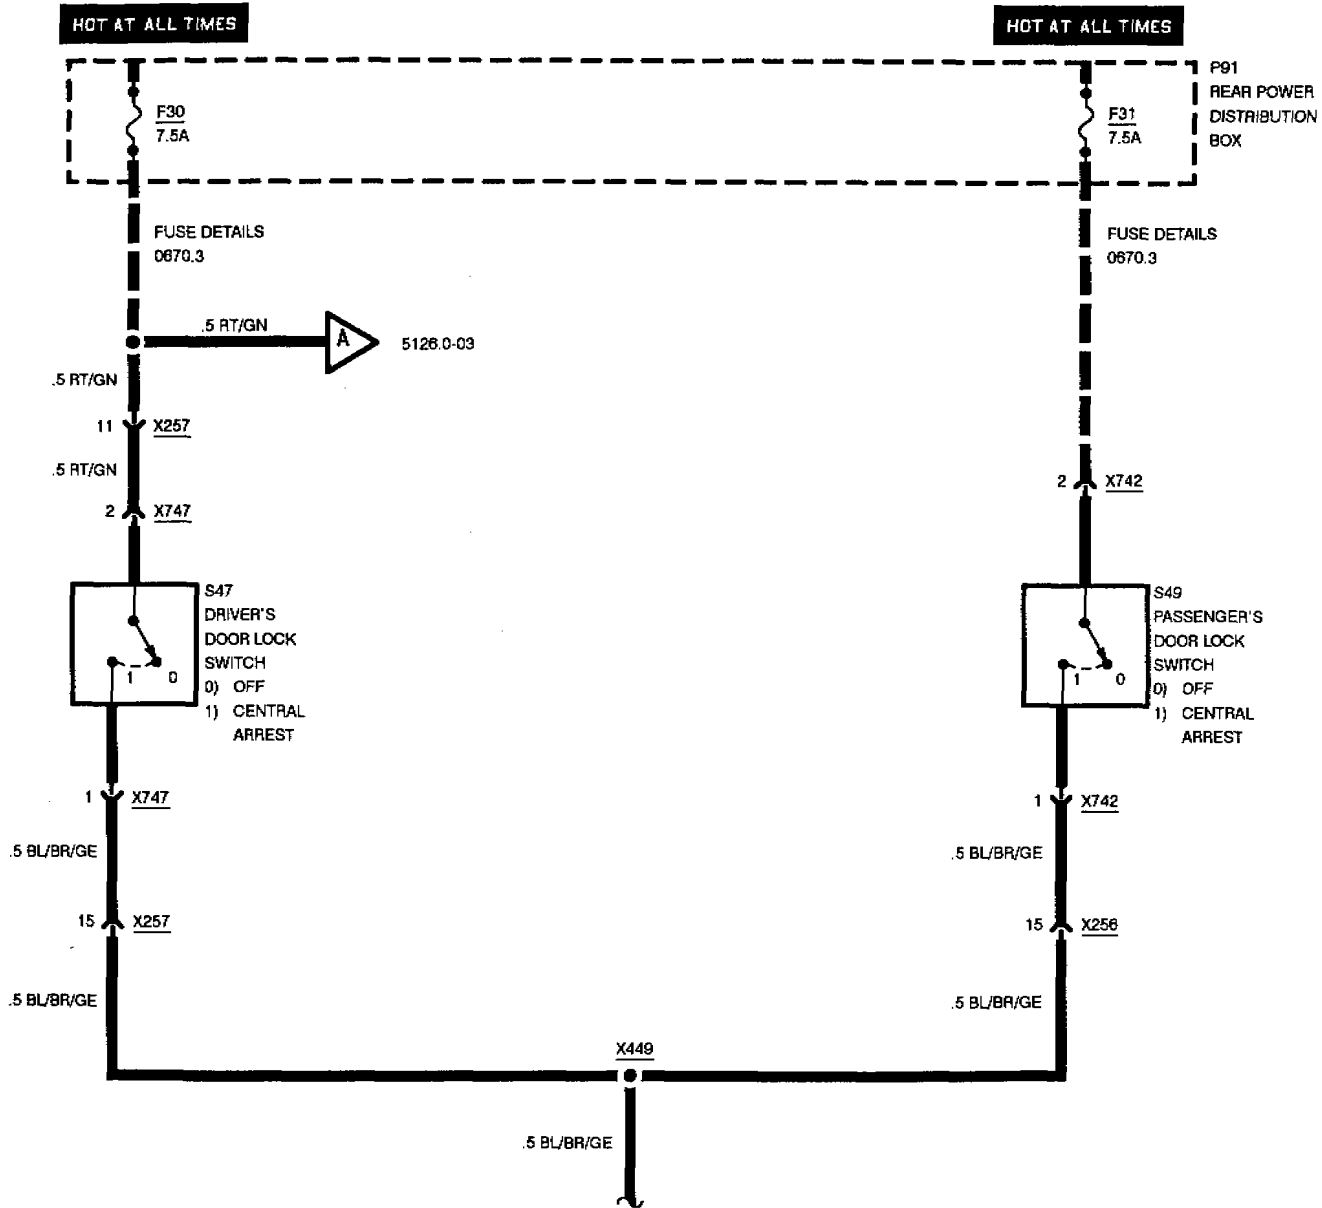 HOT AT ALL TIMES
HOT AT ALL TIMES
P91
REAR POWER
DISTRIBUTION
BOX
F30
7.5A
F31
7.5A
FUSE DETAILS
0670.3
FUSE DETAILS
0670.3
.5 RT/GN
A
5126.0-03
.5 RT/GN
11
X257
.5 RT/GN
2
X747
2
X742
S47
DRIVER'S
DOOR LOCK
SWITCH
0) OFF
1) CENTRAL
ARREST
1
0
S49
PASSENGER'S
DOOR LOCK
SWITCH
0) OFF
1) CENTRAL
ARREST
1
0
1
X747
1
X742
.5 BL/BR/GE
.5 BL/BR/GE
15
X257
15
X256
.5 BL/BR/GE
.5 BL/BR/GE
X449
.5 BL/BR/GE